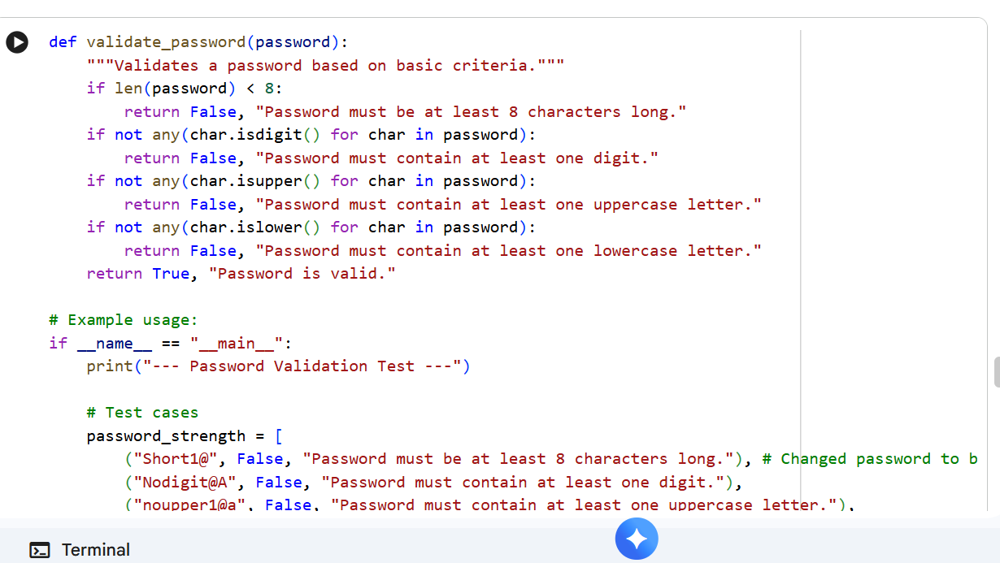 def validate_password(password):
    """Validates a password based on basic criteria."""
    if len(password) < 8:
        return False, "Password must be at least 8 characters long."
    if not any(char.isdigit() for char in password):
        return False, "Password must contain at least one digit."
    if not any(char.isupper() for char in password):
        return False, "Password must contain at least one uppercase letter."
    if not any(char.islower() for char in password):
        return False, "Password must contain at least one lowercase letter."
    return True, "Password is valid."

# Example usage:
if __name__ == "__main__":
    print("--- Password Validation Test ---")

    # Test cases
    password_strength = [
        ("Short1@", False, "Password must be at least 8 characters long."), # Changed password to b
        ("Nodigit@A", False, "Password must contain at least one digit."),
        ("noupper1@a", False, "Password must contain at least one uppercase letter."),
Terminal